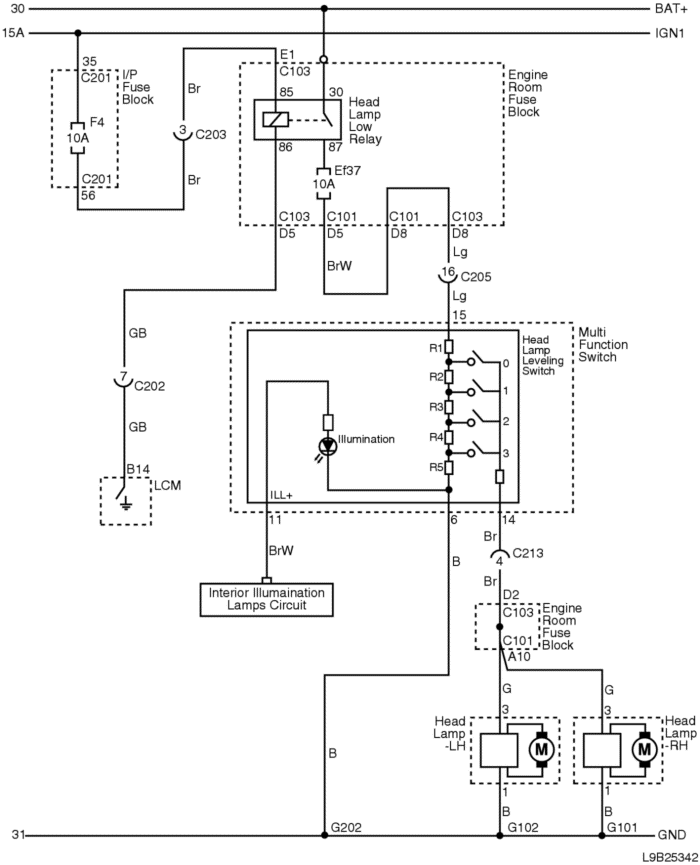 30
BAT+
15A
IGN1
35
C201
I/P
Fuse
Block
F4
10A
C201
56
Br
3
C203
Br
E1
C103
85
30
Head
Lamp
Low
Relay
86
87
Ef37
10A
Engine
Room
Fuse
Block
C103
C101
C101
C103
D5
D5
D8
D8
BrW
Lg
16
C205
Lg
15
GB
7
C202
GB
B14
LCM
Multi
Function
Switch
Head
Lamp
Leveling
Switch
R1
0
R2
1
R3
2
R4
3
R5
Illumination
ILL+
11
6
14
BrW
Interior Illumaination
Lamps Circuit
B
Br
4
C213
Br
D2
C103
Engine
Room
Fuse
Block
C101
A10
G
G
3
3
Head
Lamp
-LH
M
Head
Lamp
-RH
M
1
1
B
B
B
31
G202
G102
G101
GND
L9B25342